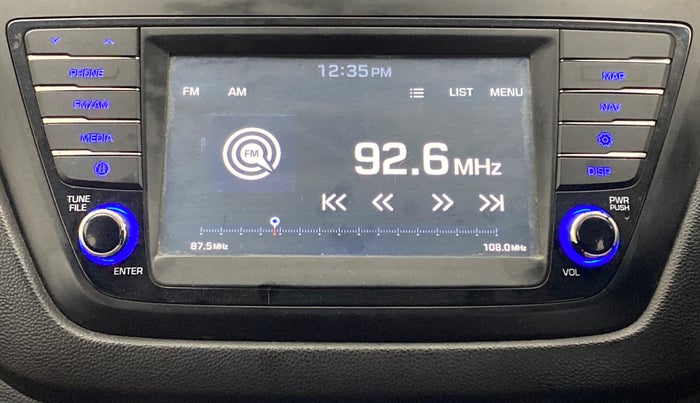 12:35 PM
FM AM LIST MENU
FM
92.6 MHz
87.5 MHz 108.0 MHz
PHONE
FM/AM
MEDIA
TUNE
FILE
ENTER
MAP
NAV
DISP
PWR
PUSH
VOL